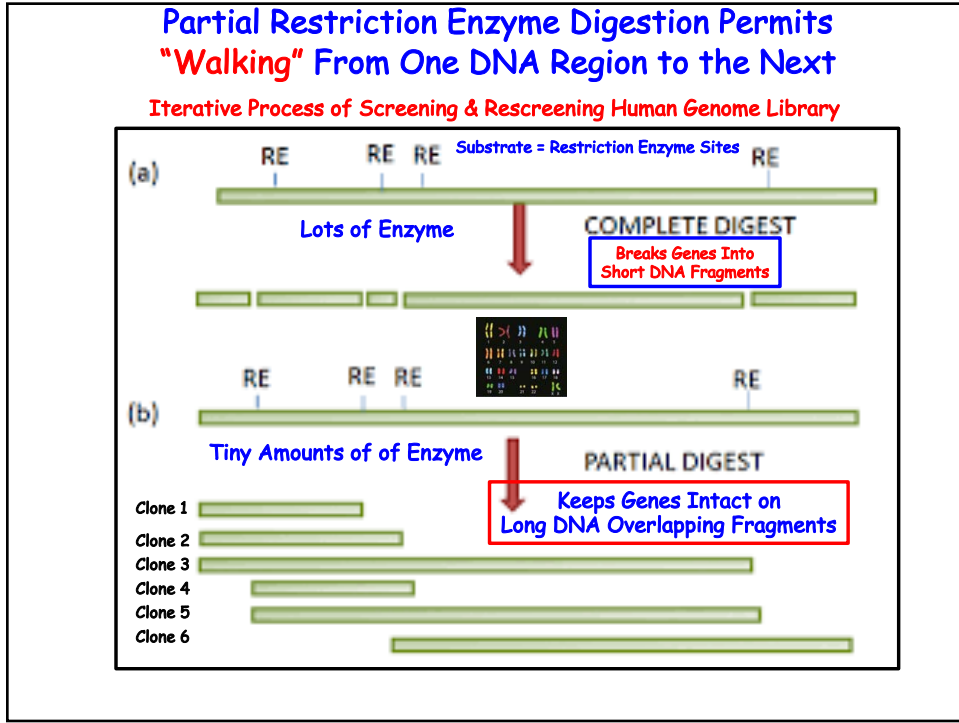 Partial Restriction Enzyme Digestion Permits
“Walking” From One DNA Region to the Next
Iterative Process of Screening & Rescreening Human Genome Library
Substrate = Restriction Enzyme Sites
(a) RE RE RE RE
Lots of Enzyme
COMPLETE DIGEST
Breaks Genes Into
Short DNA Fragments
RE RE RE RE
(b)
Tiny Amounts of of Enzyme
PARTIAL DIGEST
Keeps Genes Intact on
Long DNA Overlapping Fragments
Clone 1
Clone 2
Clone 3
Clone 4
Clone 5
Clone 6